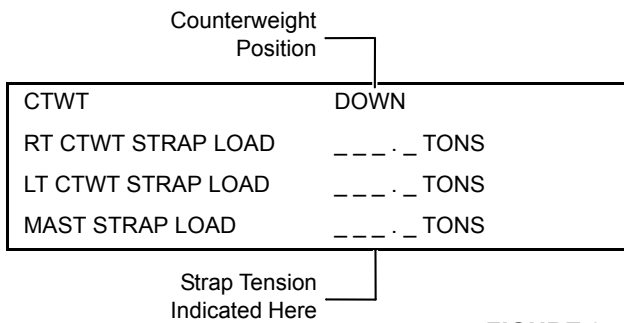 Counterweight
Position
CTWT DOWN
RT CTWT STRAP LOAD _ _ _ . _ TONS
LT CTWT STRAP LOAD _ _ _ . _ TONS
MAST STRAP LOAD _ _ _ . _ TONS
Strap Tension
Indicated Here